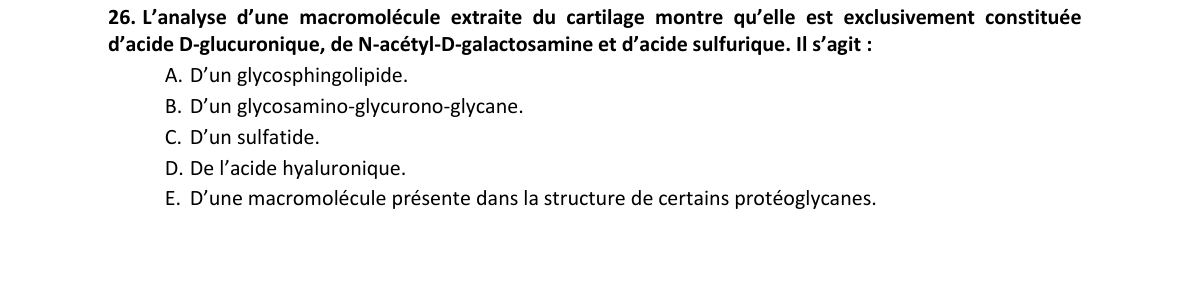 26. L’analyse d’une macromolécule extraite du cartilage montre qu’elle est exclusivement constituée
d’acide D-glucuronique, de N-acétyl-D-galactosamine et d’acide sulfurique. Il s’agit :
A. D’un glycosphingolipide.
B. D’un glycosamino-glycurono-glycane.
C. D’un sulfatide.
D. De l’acide hyaluronique.
E. D’une macromolécule présente dans la structure de certains protéoglycanes.